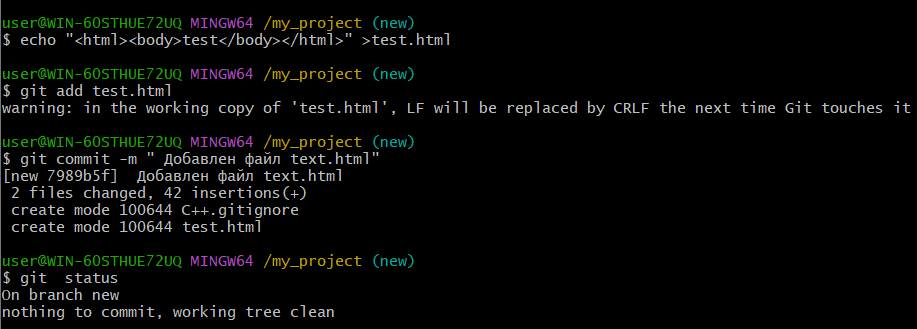 user@WIN-6OSTHUE72UQ MINGW64 /my_project (new)
$ echo "<html><body>test</body></html>" >test.html
user@WIN-6OSTHUE72UQ MINGW64 /my_project (new)
$ git add test.html
warning: in the working copy of 'test.html', LF will be replaced by CRLF the next time Git touches it
user@WIN-6OSTHUE72UQ MINGW64 /my_project (new)
$ git commit -m " Добавлен файл text.html"
[new 7989b5f]  Добавлен файл text.html
 2 files changed, 42 insertions(+)
 create mode 100644 C++.gitignore
 create mode 100644 test.html
user@WIN-6OSTHUE72UQ MINGW64 /my_project (new)
$ git  status
On branch new
nothing to commit, working tree clean